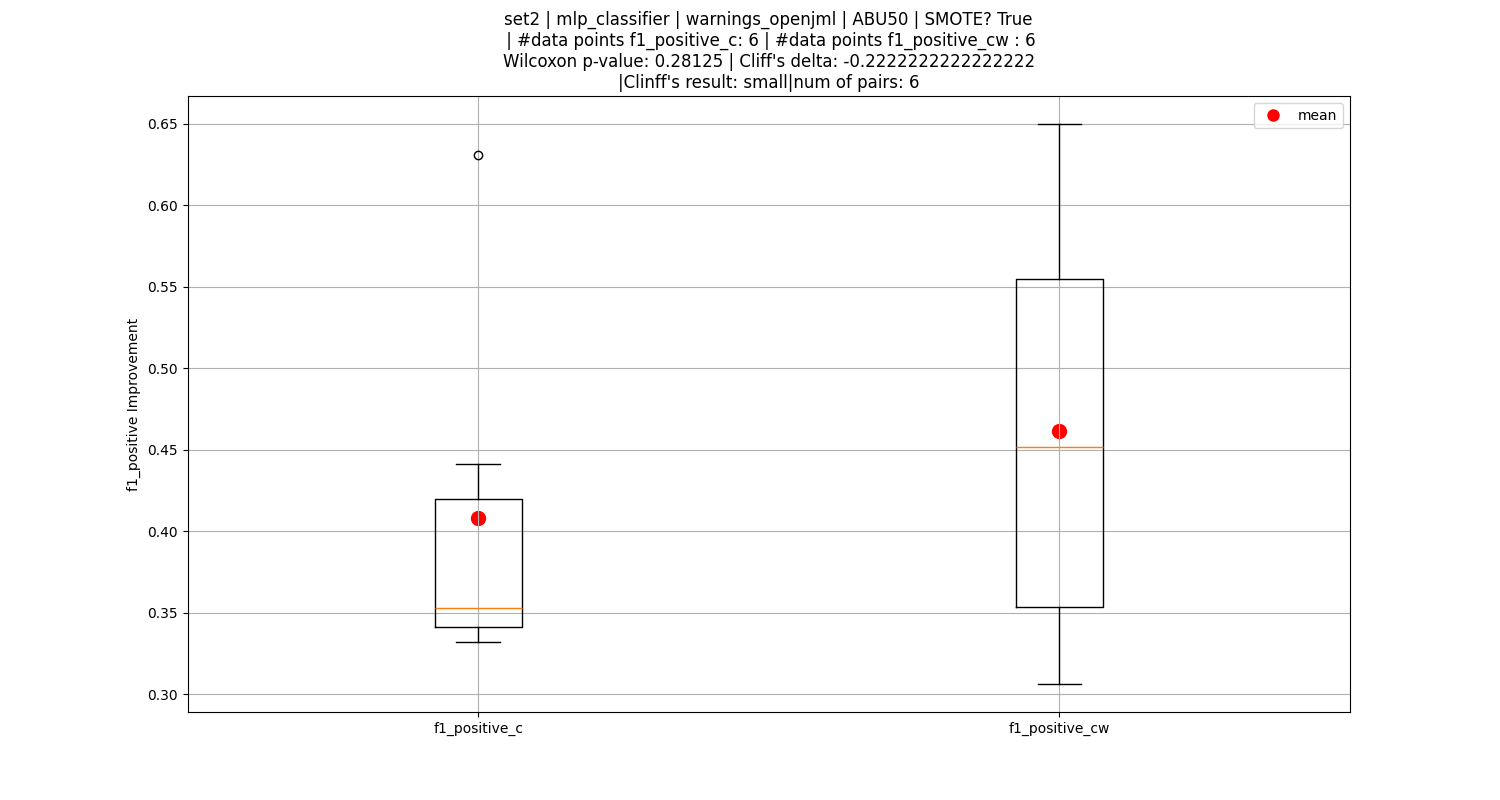 set2 | mlp_classifier | warnings_openjml | ABU50 | SMOTE? True
| #data points f1_positive_c: 6 | #data points f1_positive_cw : 6
Wilcoxon p-value: 0.28125 | Cliff's delta: -0.2222222222222222
|Clinff's result: small|num of pairs: 6
mean
f1_positive Improvement
0.65
0.60
0.55
0.50
0.45
0.40
0.35
0.30
f1_positive_c
f1_positive_cw